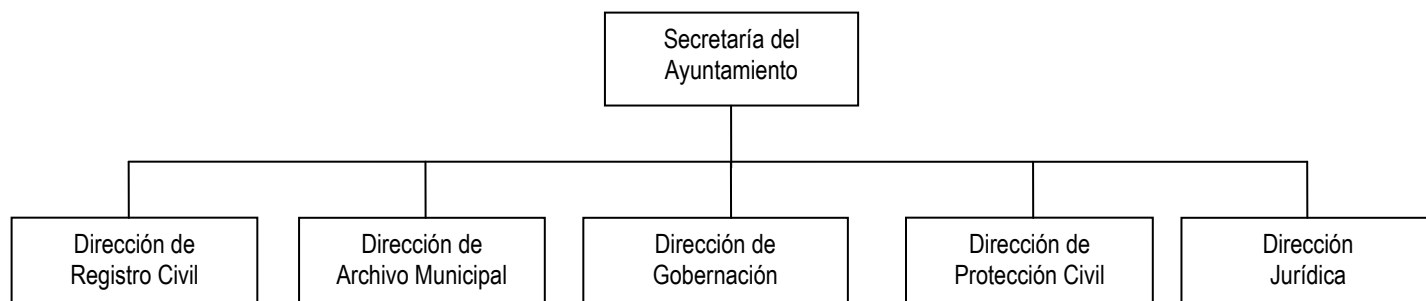 Secretaría del
Ayuntamiento
Dirección de
Registro Civil
Dirección de
Archivo Municipal
Dirección de
Gobernación
Dirección de
Protección Civil
Dirección
Jurídica